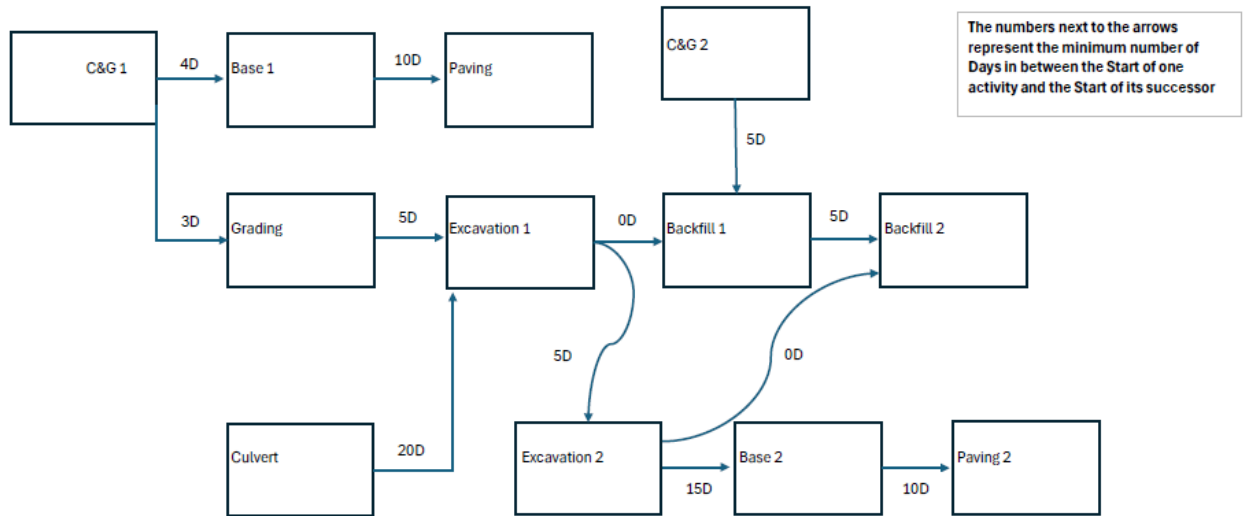 C&G 1
4D
Base 1
10D
Paving
C&G 2
The numbers next to the arrows
represent the minimum number of
Days in between the Start of one
activity and the Start of its successor
5D
3D
Grading
5D
Excavation 1
0D
Backfill 1
5D
Backfill 2
5D
0D
Culvert
20D
Excavation 2
15D
Base 2
10D
Paving 2